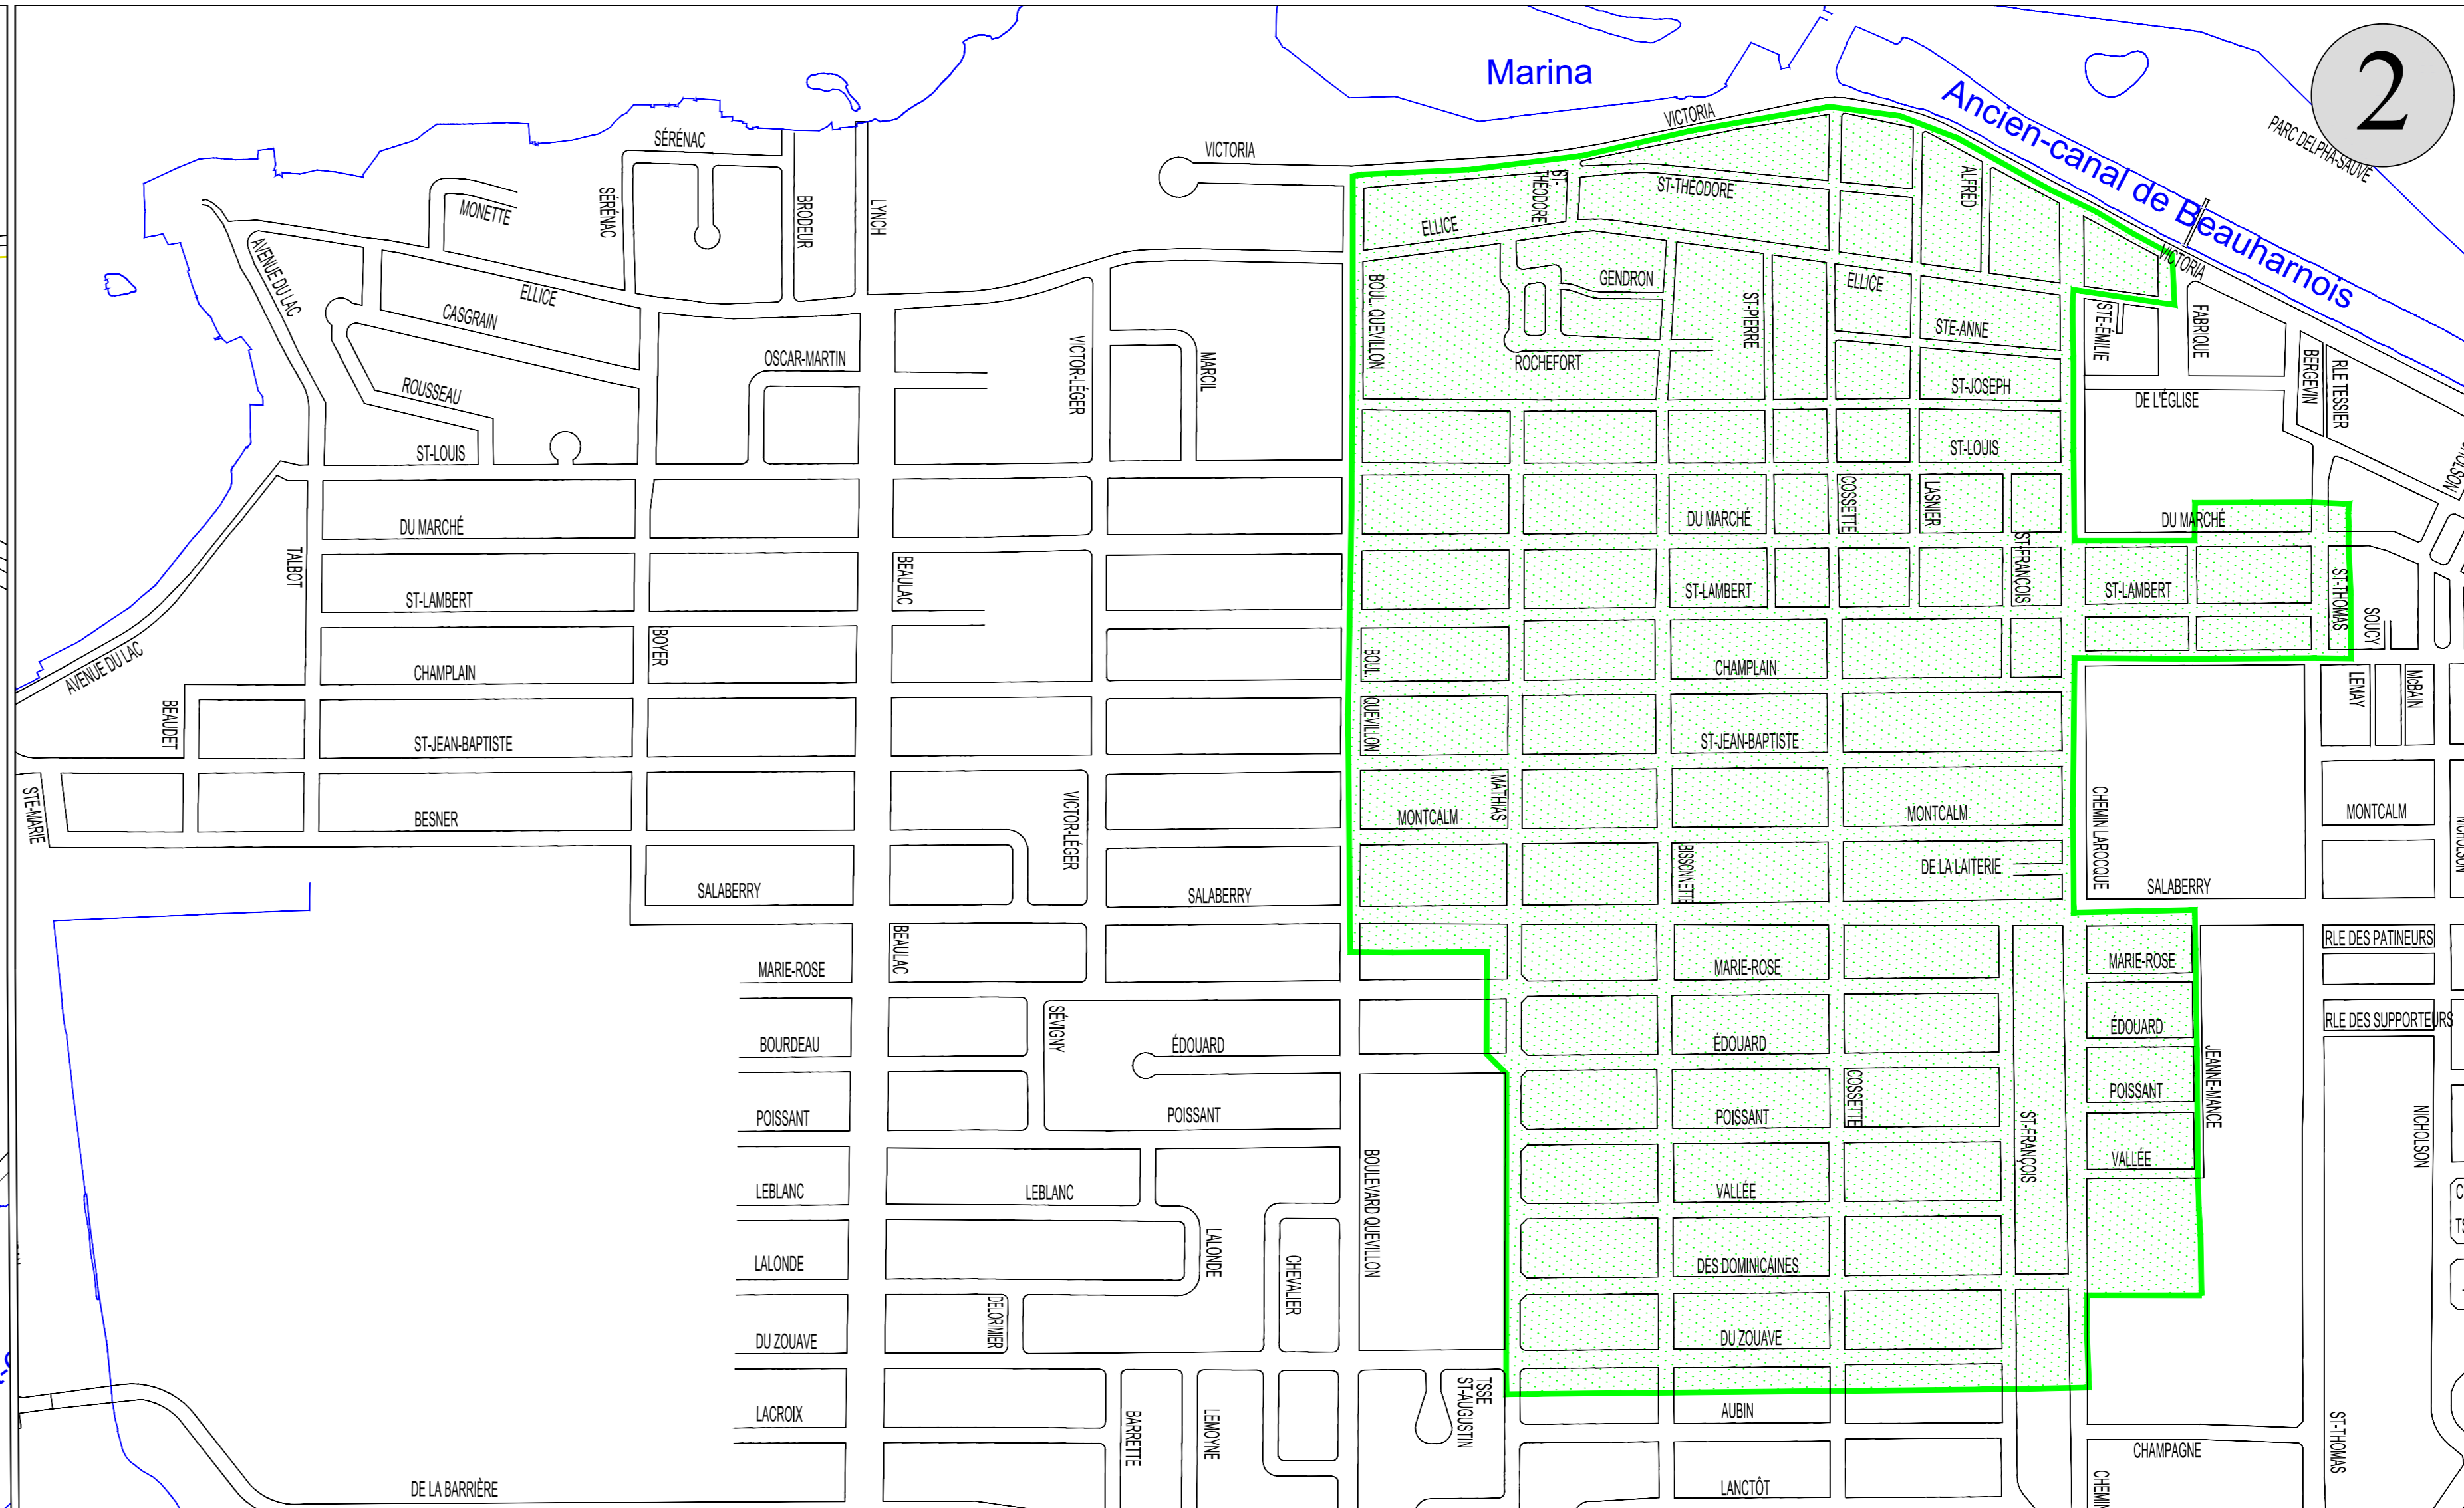 2
Marina
Ancien-canal de Beauharnois
PARC DELPHA-SAUVÉ
VICTORIA
VICTORIA
VICTORIA
SÉRÉNAC
SÉRÉNAC
MONETTE
BRODEUR
LYNCH
AVENUE DU LAC
ELLICE
CASGRAIN
ROUSSEAU
OSCAR-MARTIN
VICTOR-LÉGER
MARCIL
ST-LOUIS
ELLICE
ST-
THÉODORE
ST-THÉODORE
ALFRED
BOUL. QUEVILLON
GENDRON
ROCHEFORT
ST-PIERRE
ELLICE
STE-ANNE
ST-JOSEPH
ST-LOUIS
STE-ÉMILIE
FABRIQUE
DE L'ÉGLISE
BERGEVIN
RLE TESSIER
DU MARCHÉ
TALBOT
BEAULAC
DU MARCHÉ
COSSETTE
LASNIER
DU MARCHÉ
ST-FRANÇOIS
ST-LAMBERT
ST-LAMBERT
ST-LAMBERT
ST-THOMAS
SOUCY
AVENUE DU LAC
CHAMPLAIN
BOYER
BOUL.
QUEVILLON
CHAMPLAIN
LEMAY
McBAIN
BEAUDET
ST-JEAN-BAPTISTE
ST-JEAN-BAPTISTE
STE-MARIE
BESNER
VICTOR-LÉGER
MONTCALM
MATHIAS
MONTCALM
CHEMIN LAROCQUE
MONTCALM
NICHOLSON
SALABERRY
SALABERRY
BISSONNETTE
DE LA LAITERIE
SALABERRY
BEAULAC
MARIE-ROSE
MARIE-ROSE
MARIE-ROSE
RLE DES PATINEURS
BOURDEAU
SÉVIGNY
ÉDOUARD
ÉDOUARD
ÉDOUARD
RLE DES SUPPORTEURS
POISSANT
POISSANT
POISSANT
COSSETTE
POISSANT
JEANNE-MANCE
LEBLANC
LEBLANC
BOULEVARD QUEVILLON
VALLÉE
ST-FRANÇOIS
VALLÉE
NICHOLSON
LALONDE
LALONDE
CHEVALIER
DES DOMINICAINES
DU ZOUAVE
DELORIMIER
DU ZOUAVE
LACROIX
BARRETTE
LEMOYNE
TSSE
ST-AUGUSTIN
AUBIN
ST-THOMAS
DE LA BARRIÈRE
LANCTÔT
CHAMPAGNE
CHEMIN